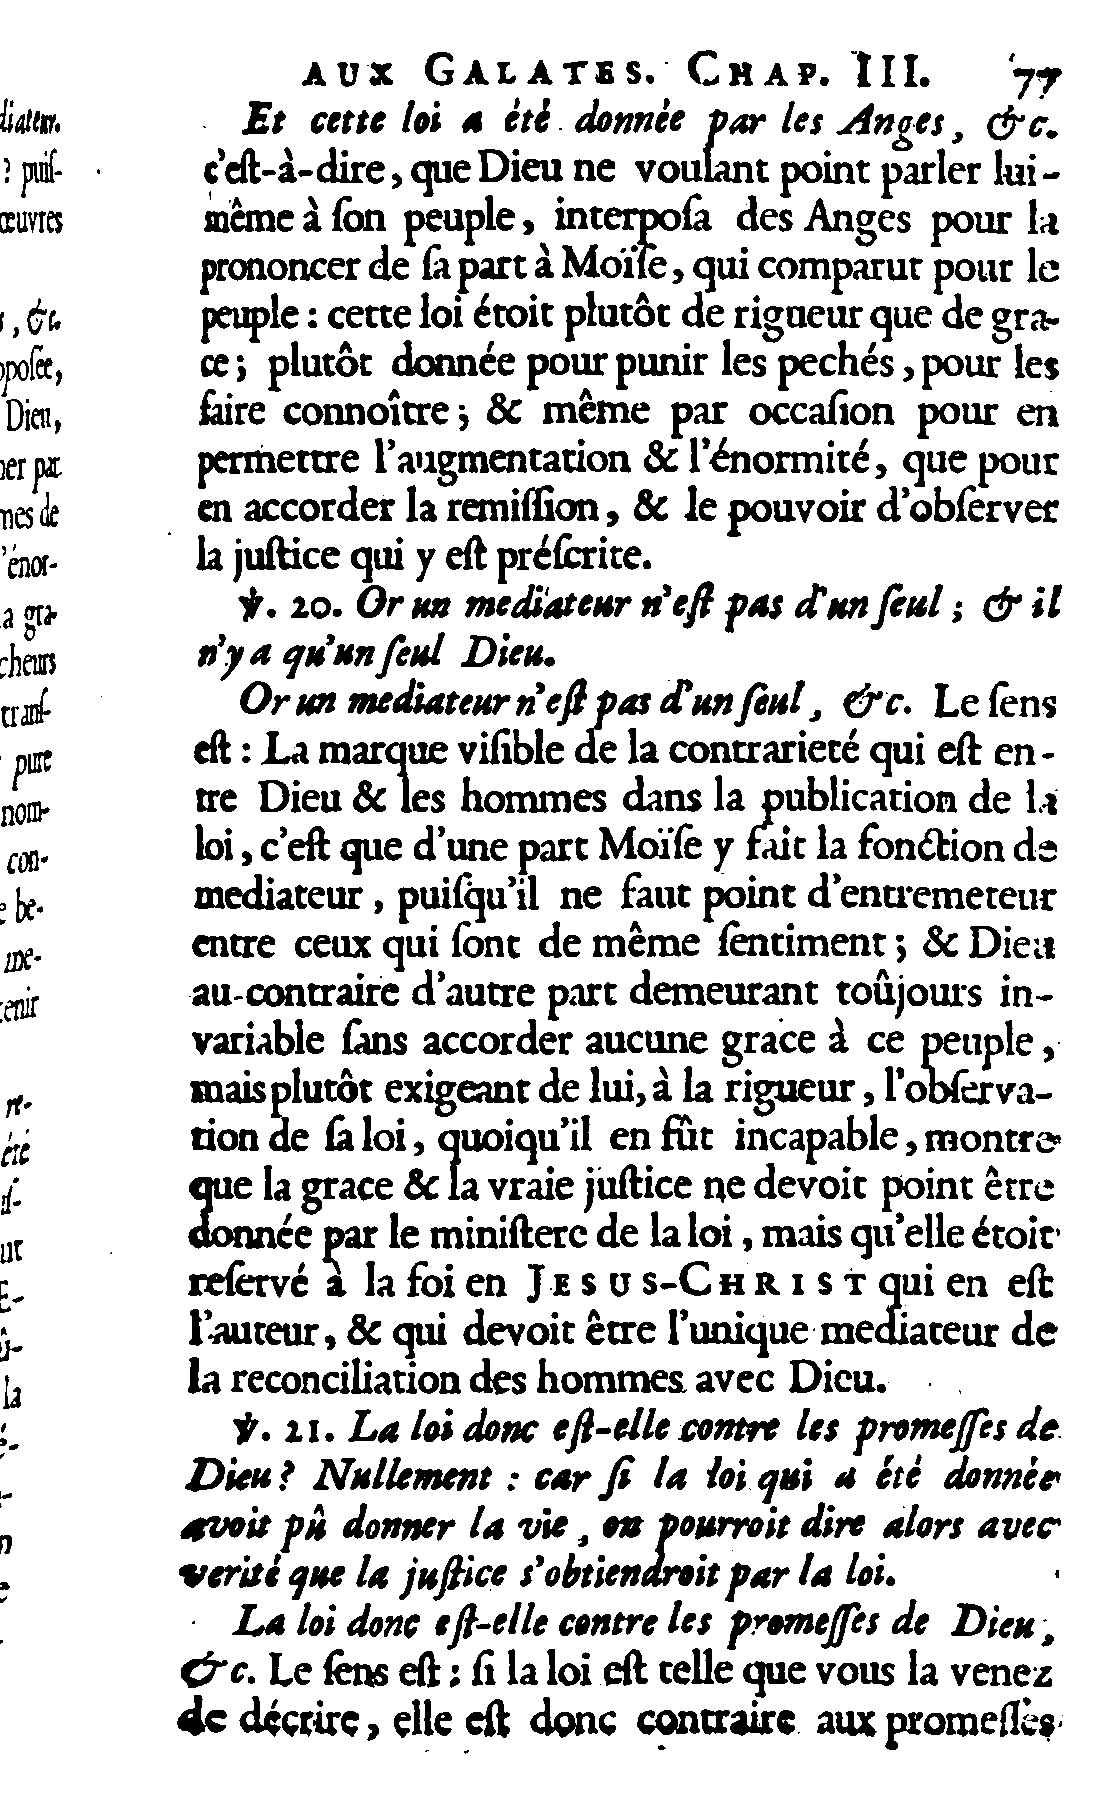 AUX GALATES. CHAP. III. 77
Et cette loi a été donnée par les Anges, &c.
c'est-à-dire, que Dieu ne voulant point parler lui-
même à ſon peuple, interpoſa des Anges pour la
prononcer de ſa part à Moïſe, qui comparut pour le
peuple : cette loi étoit plutôt de rigueur que de gra-
ce ; plutôt donnée pour punir les pechés, pour les
faire connoître ; & même par occaſion pour en
permettre l'augmentation & l'énormité, que pour
en accorder la remiſſion, & le pouvoir d'obſerver
la juſtice qui y eſt préſcrite.
℣. 20. Or un mediateur n'eſt pas d'un ſeul ; & il
n'y a qu'un ſeul Dieu.
Or un mediateur n'eſt pas d'un ſeul, &c. Le ſens
eſt : La marque viſible de la contrarieté qui eſt en-
tre Dieu & les hommes dans la publication de la
loi, c'eſt que d'une part Moïſe y fait la fonction de
mediateur, puiſqu'il ne faut point d'entremeteur
entre ceux qui ſont de même ſentiment ; & Dieu
au-contraire d'autre part demeurant toûjours in-
variable ſans accorder aucune grace à ce peuple,
mais plutôt exigeant de lui, à la rigueur, l'obſerva-
tion de ſa loi, quoiqu'il en fût incapable, montre
que la grace & la vraie juſtice ne devoit point être
donnée par le miniſtere de la loi, mais qu'elle étoit
reſervé à la foi en JESUS-CHRIST qui en eſt
l'auteur, & qui devoit être l'unique mediateur de
la reconciliation des hommes avec Dieu.
℣. 21. La loi donc eſt-elle contre les promeſſes de
Dieu ? Nullement : car ſi la loi qui a été donnée
avoit pû donner la vie, on pourroit dire alors avec
verité que la juſtice s'obtiendroit par la loi.
La loi donc eſt-elle contre les promeſſes de Dieu,
&c. Le ſens eſt : ſi la loi eſt telle que vous la venez
de décrire, elle eſt donc contraire aux promeſſes